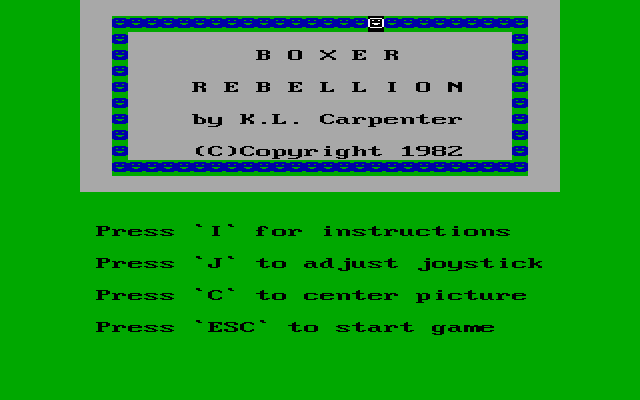 B O X E R
R E B E L L I O N
by K.L. Carpenter
(C)Copyright 1982
Press `I` for instructions
Press `J` to adjust joystick
Press `C` to center picture
Press `ESC` to start game